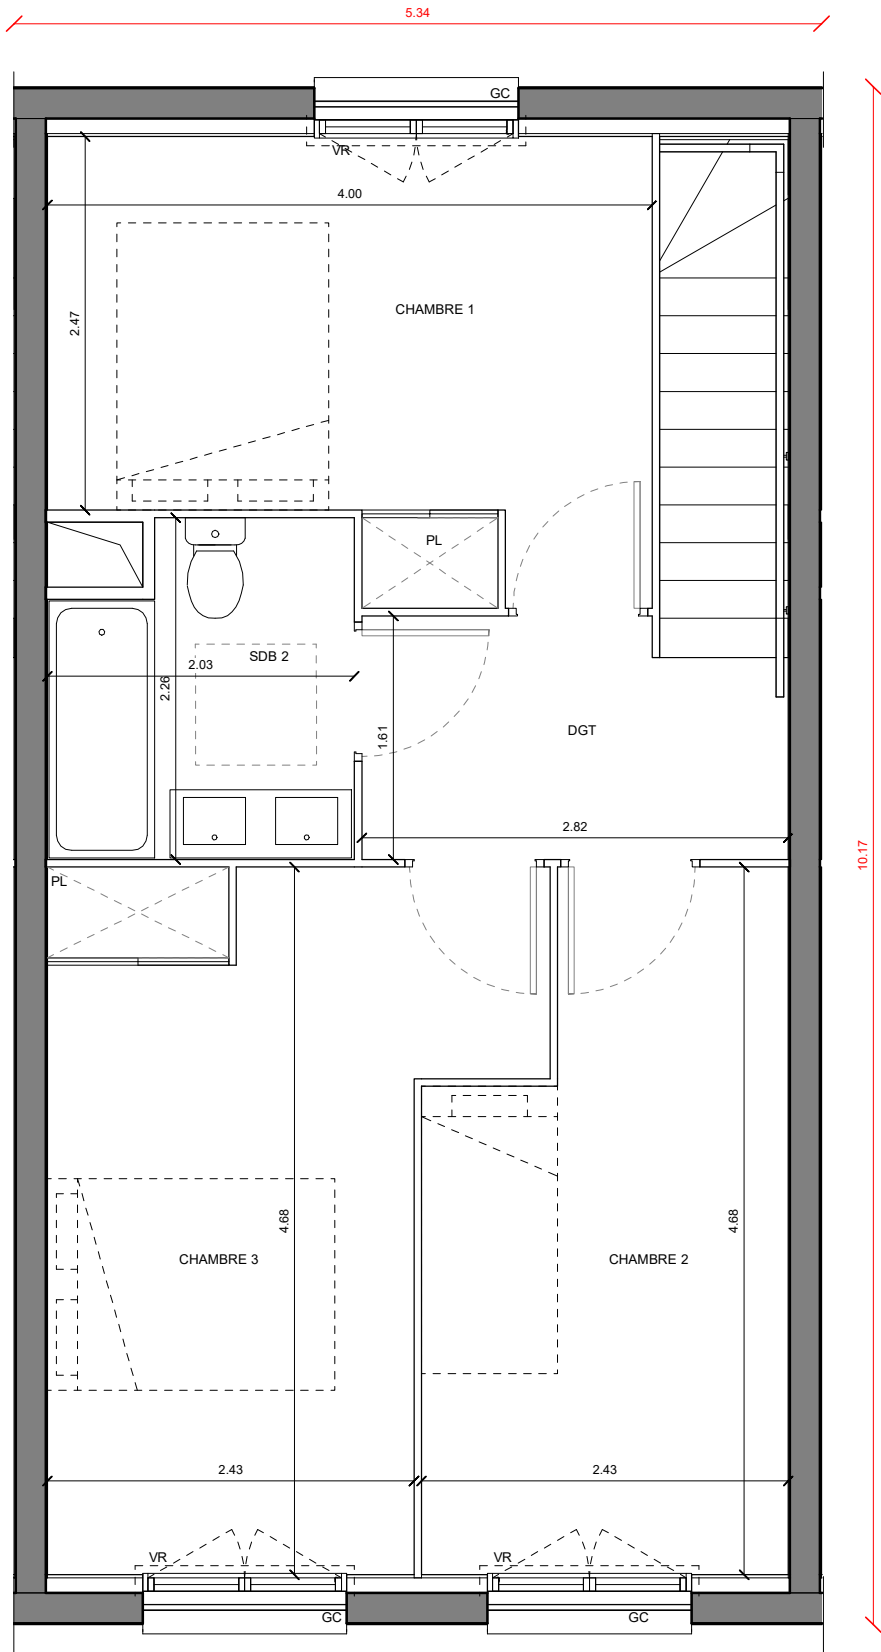 5.34
GC
VR
4.00
CHAMBRE 1
2.47
PL
SDB 2
2.03
2.26
1.61
DGT
2.82
10.17
PL
4.68
4.68
CHAMBRE 3
CHAMBRE 2
2.43
2.43
VR
VR
GC
GC